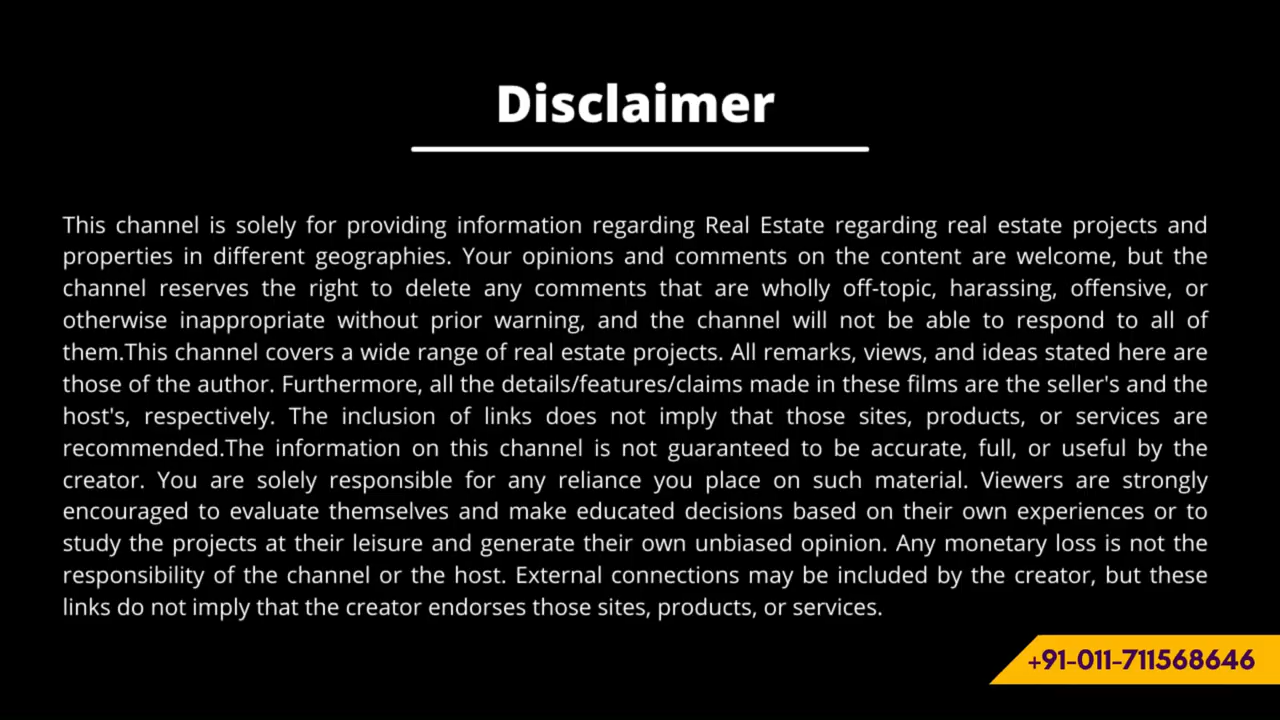 Disclaimer
This channel is solely for providing information regarding Real Estate regarding real estate projects and
properties in different geographies. Your opinions and comments on the content are welcome, but the
channel reserves the right to delete any comments that are wholly off-topic, harassing, offensive, or
otherwise inappropriate without prior warning, and the channel will not be able to respond to all of
them.This channel covers a wide range of real estate projects. All remarks, views, and ideas stated here are
those of the author. Furthermore, all the details/features/claims made in these films are the seller's and the
host's, respectively. The inclusion of links does not imply that those sites, products, or services are
recommended.The information on this channel is not guaranteed to be accurate, full, or useful by the
creator. You are solely responsible for any reliance you place on such material. Viewers are strongly
encouraged to evaluate themselves and make educated decisions based on their own experiences or to
study the projects at their leisure and generate their own unbiased opinion. Any monetary loss is not the
responsibility of the channel or the host. External connections may be included by the creator, but these
links do not imply that the creator endorses those sites, products, or services.
+91-011-711568646